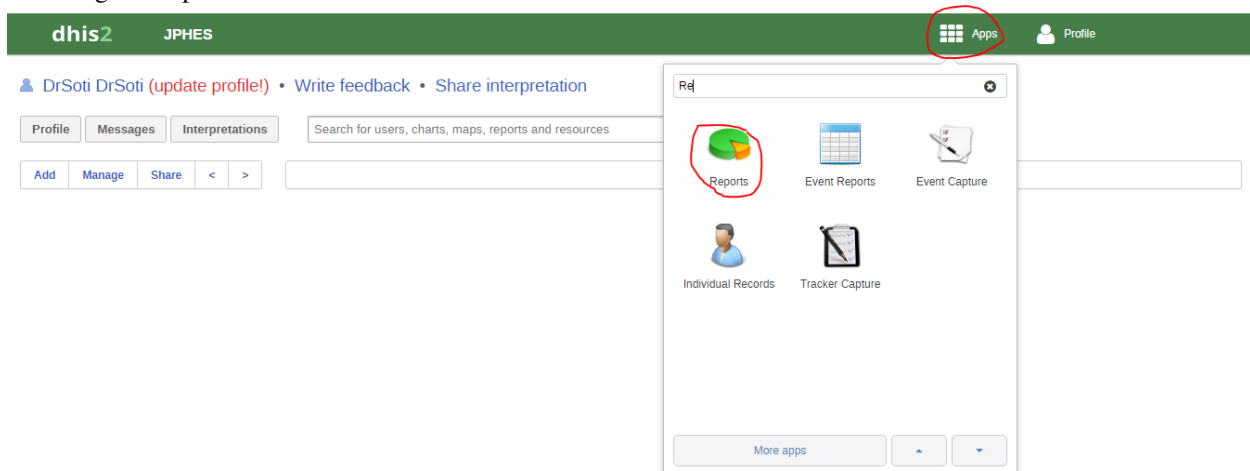 dhis2 JPHES Apps Profile
DrSoti DrSoti (update profile!) • Write feedback • Share interpretation
Profile Messages Interpretations Search for users, charts, maps, reports and resources
Add Manage Share < >
Re
Reports Event Reports Event Capture
Individual Records Tracker Capture
More apps